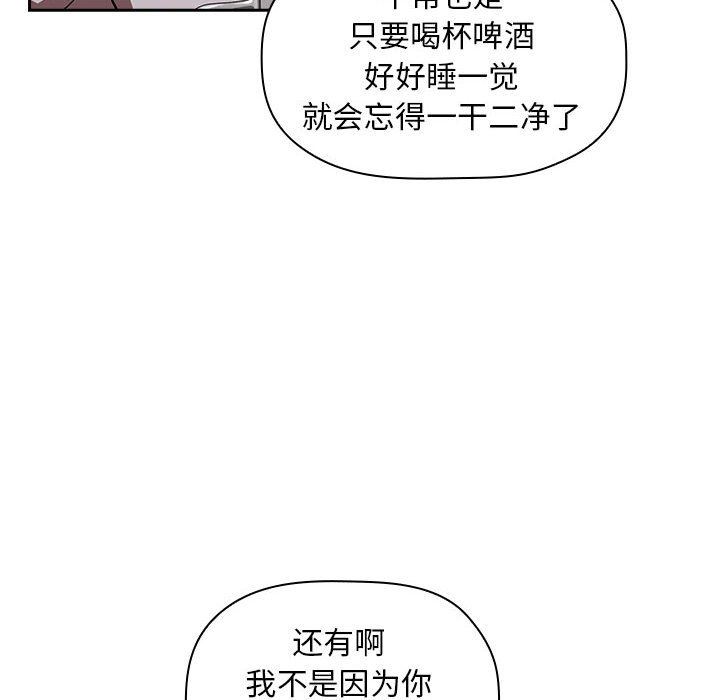 只要喝杯啤酒
好好睡一觉
就会忘得一干二净了
还有啊
我不是因为你